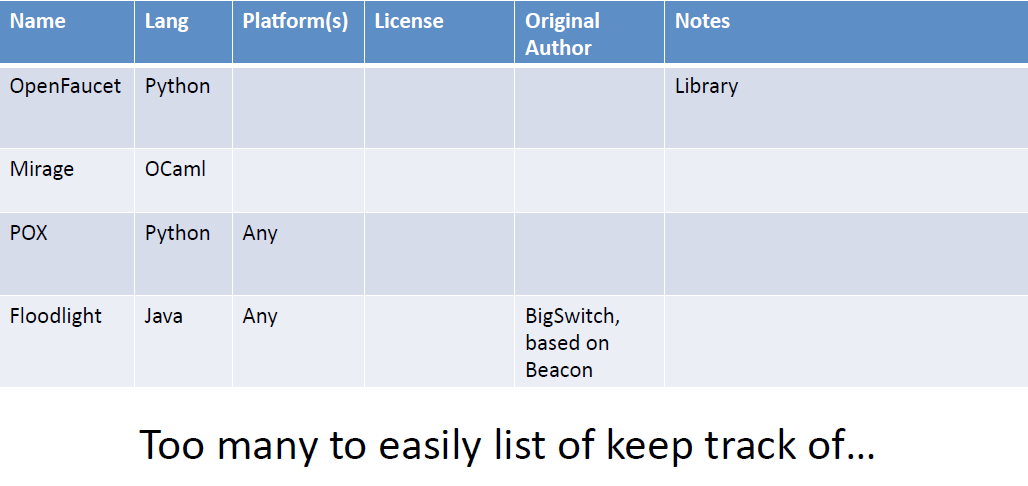 Name Lang Platform(s) License Original Author Notes
OpenFaucet Python Library
Mirage OCaml
POX Python Any
Floodlight Java Any BigSwitch, based on Beacon
Too many to easily list of keep track of...